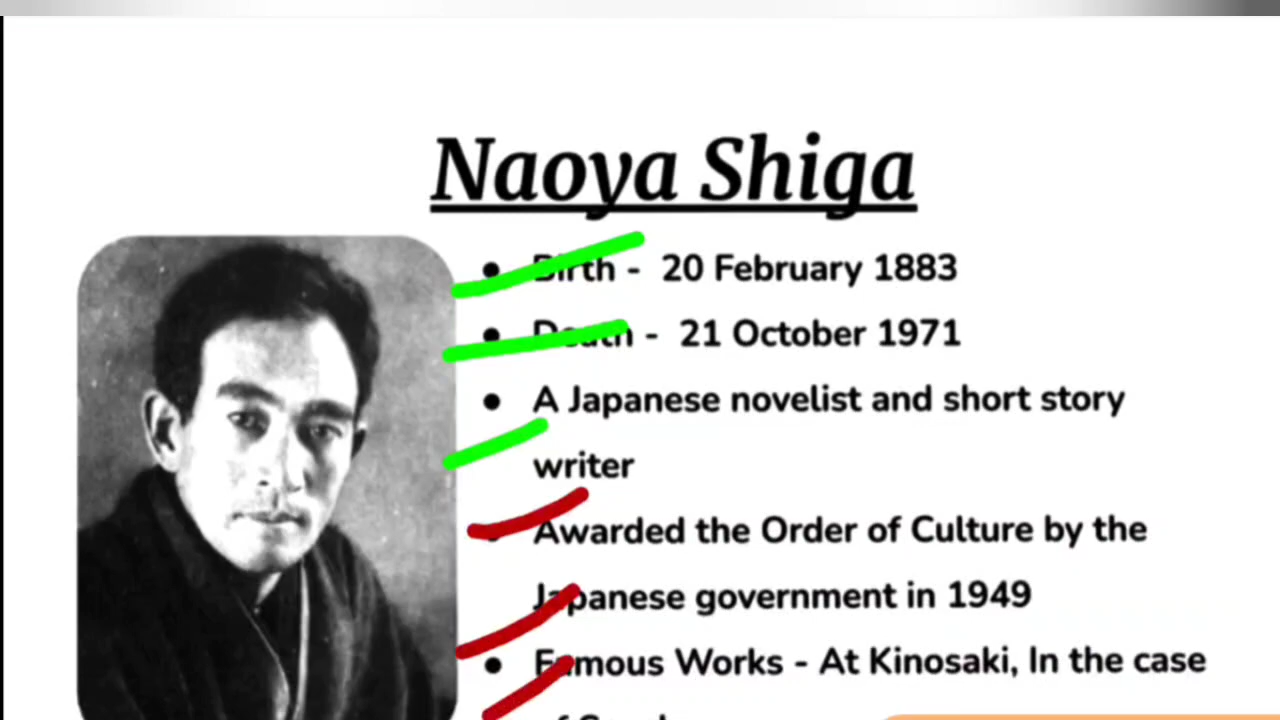 Naoya Shiga
• Birth - 20 February 1883
• Death - 21 October 1971
• A Japanese novelist and short story
writer
• Awarded the Order of Culture by the
Japanese government in 1949
• Famous Works - At Kinosaki, In the case
of